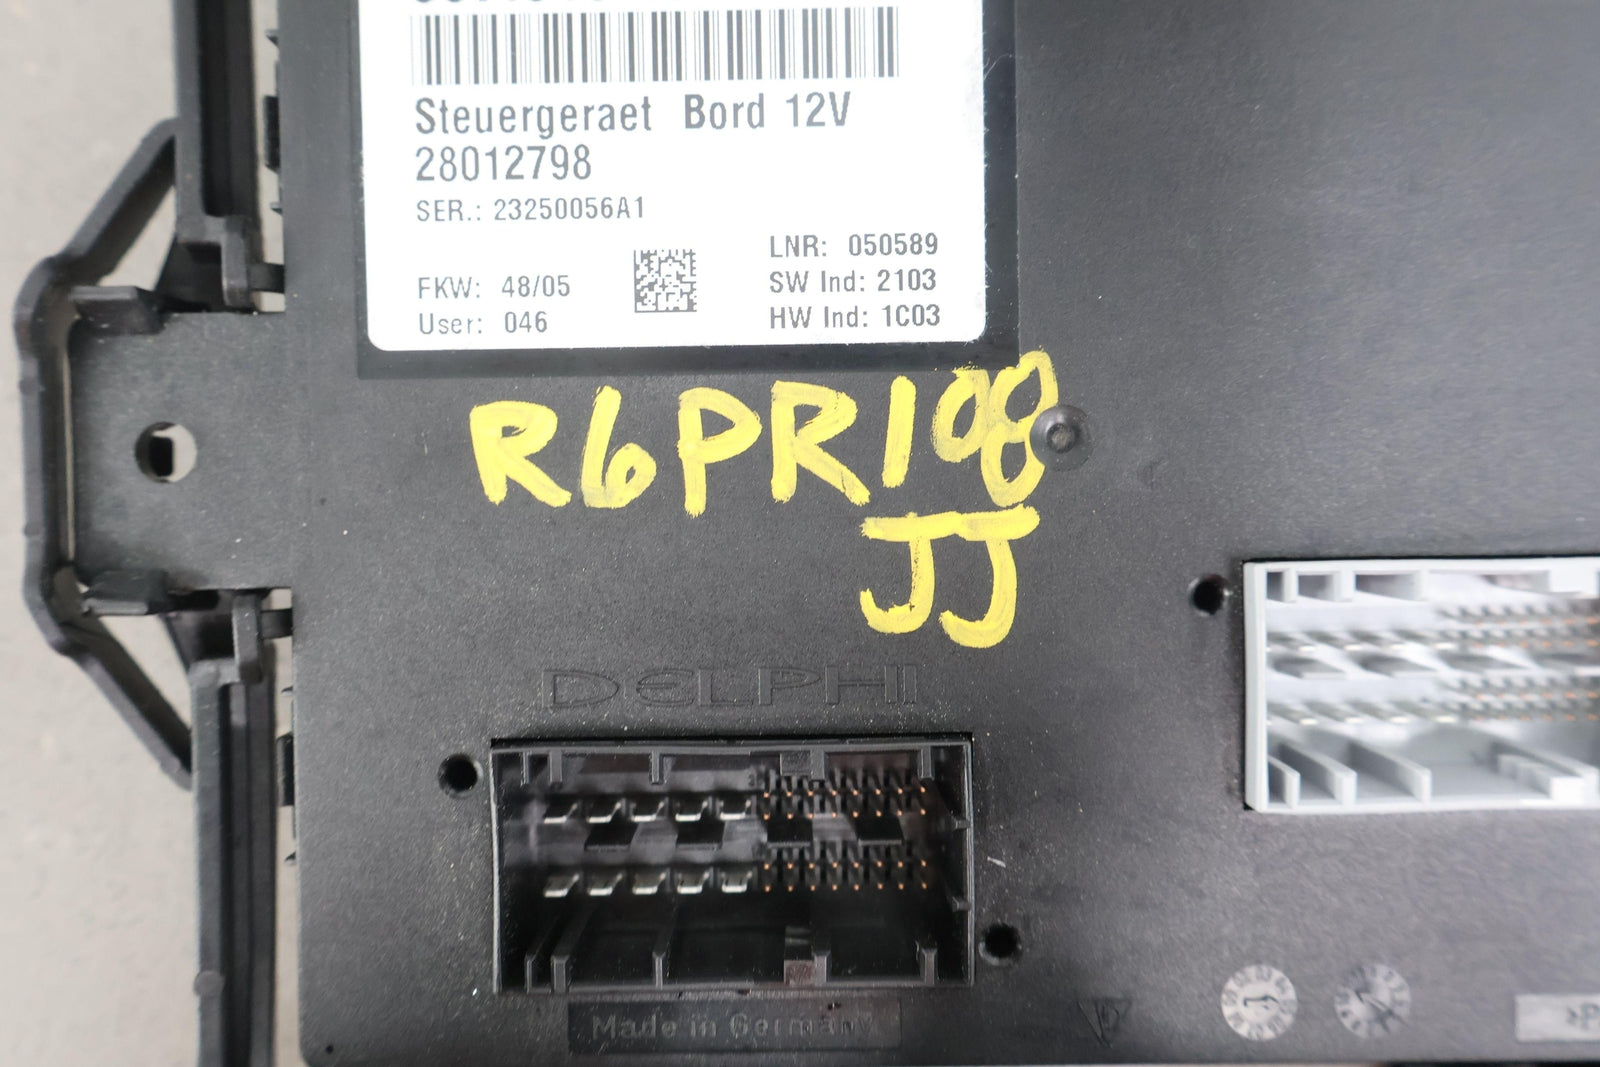 Steuergeraet Bord 12V
28012798
SER.: 23250056A1
LNR: 050589
FKW: 48/05
SW Ind: 2103
User: 046
HW Ind: 1C03
R6PR108
JJ
DELPHI
Made in Germany